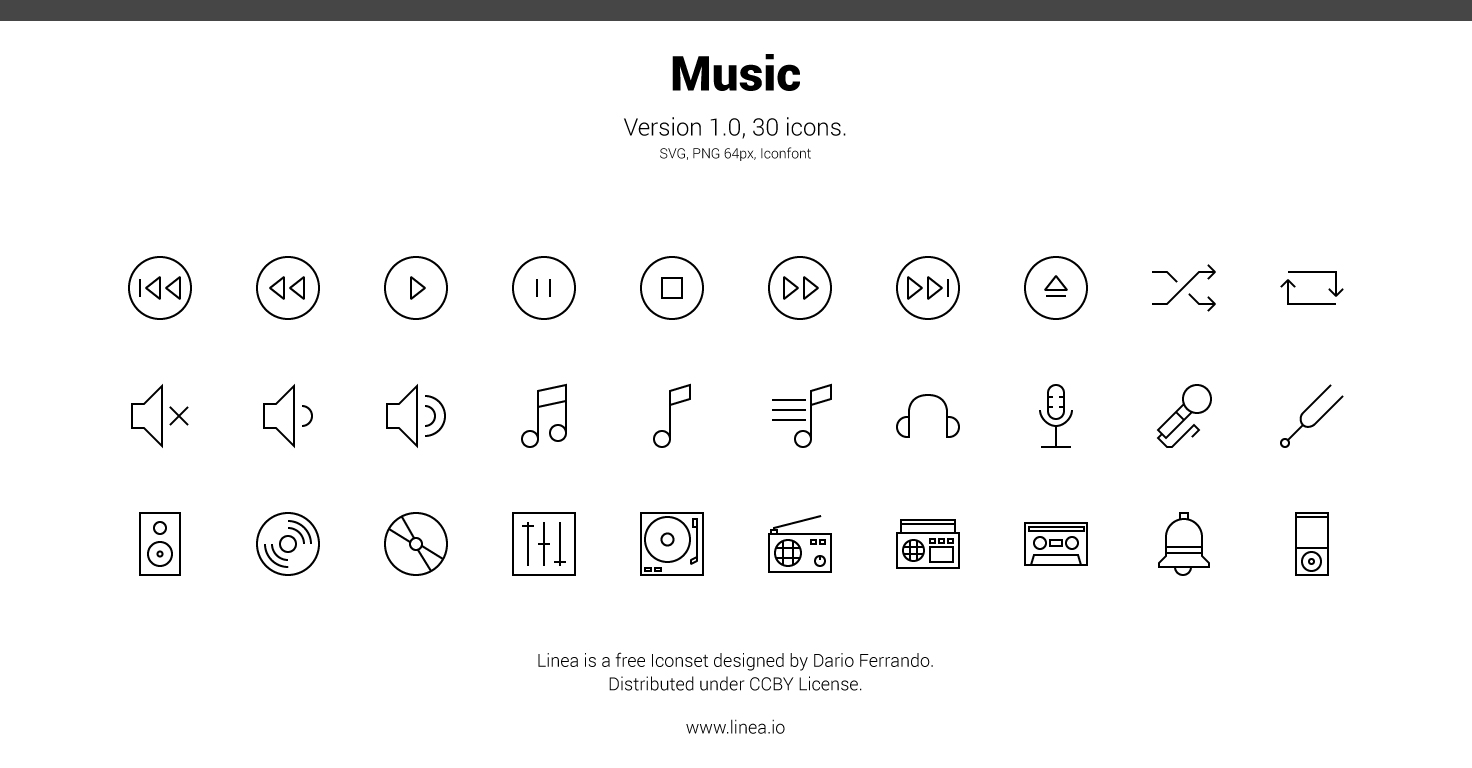 Music
Version 1.0, 30 icons.
SVG, PNG 64px, Iconfont
Linea is a free Iconset designed by Dario Ferrando.
Distributed under CCBY License.
www.linea.io